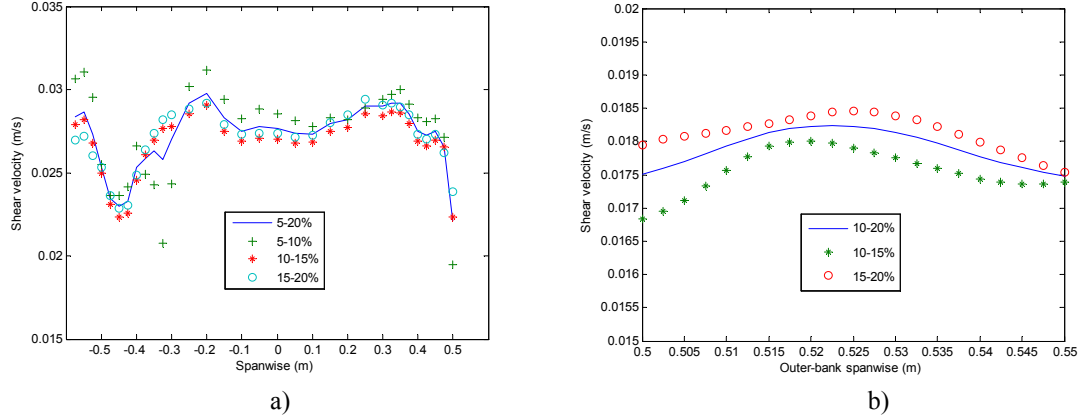 a)
0.035
0.03
0.025
0.02
0.015
Shear velocity (m/s)
-0.5 -0.4 -0.3 -0.2 -0.1 0 0.1 0.2 0.3 0.4 0.5
Spanwise (m)
5-20%
5-10%
10-15%
15-20%
a)
b)
0.02
0.0195
0.019
0.0185
0.018
0.0175
0.017
0.0165
0.016
0.0155
0.015
Shear velocity (m/s)
0.5 0.505 0.51 0.515 0.52 0.525 0.53 0.535 0.54 0.545 0.55
Outer-bank spanwise (m)
10-20%
10-15%
15-20%
b)